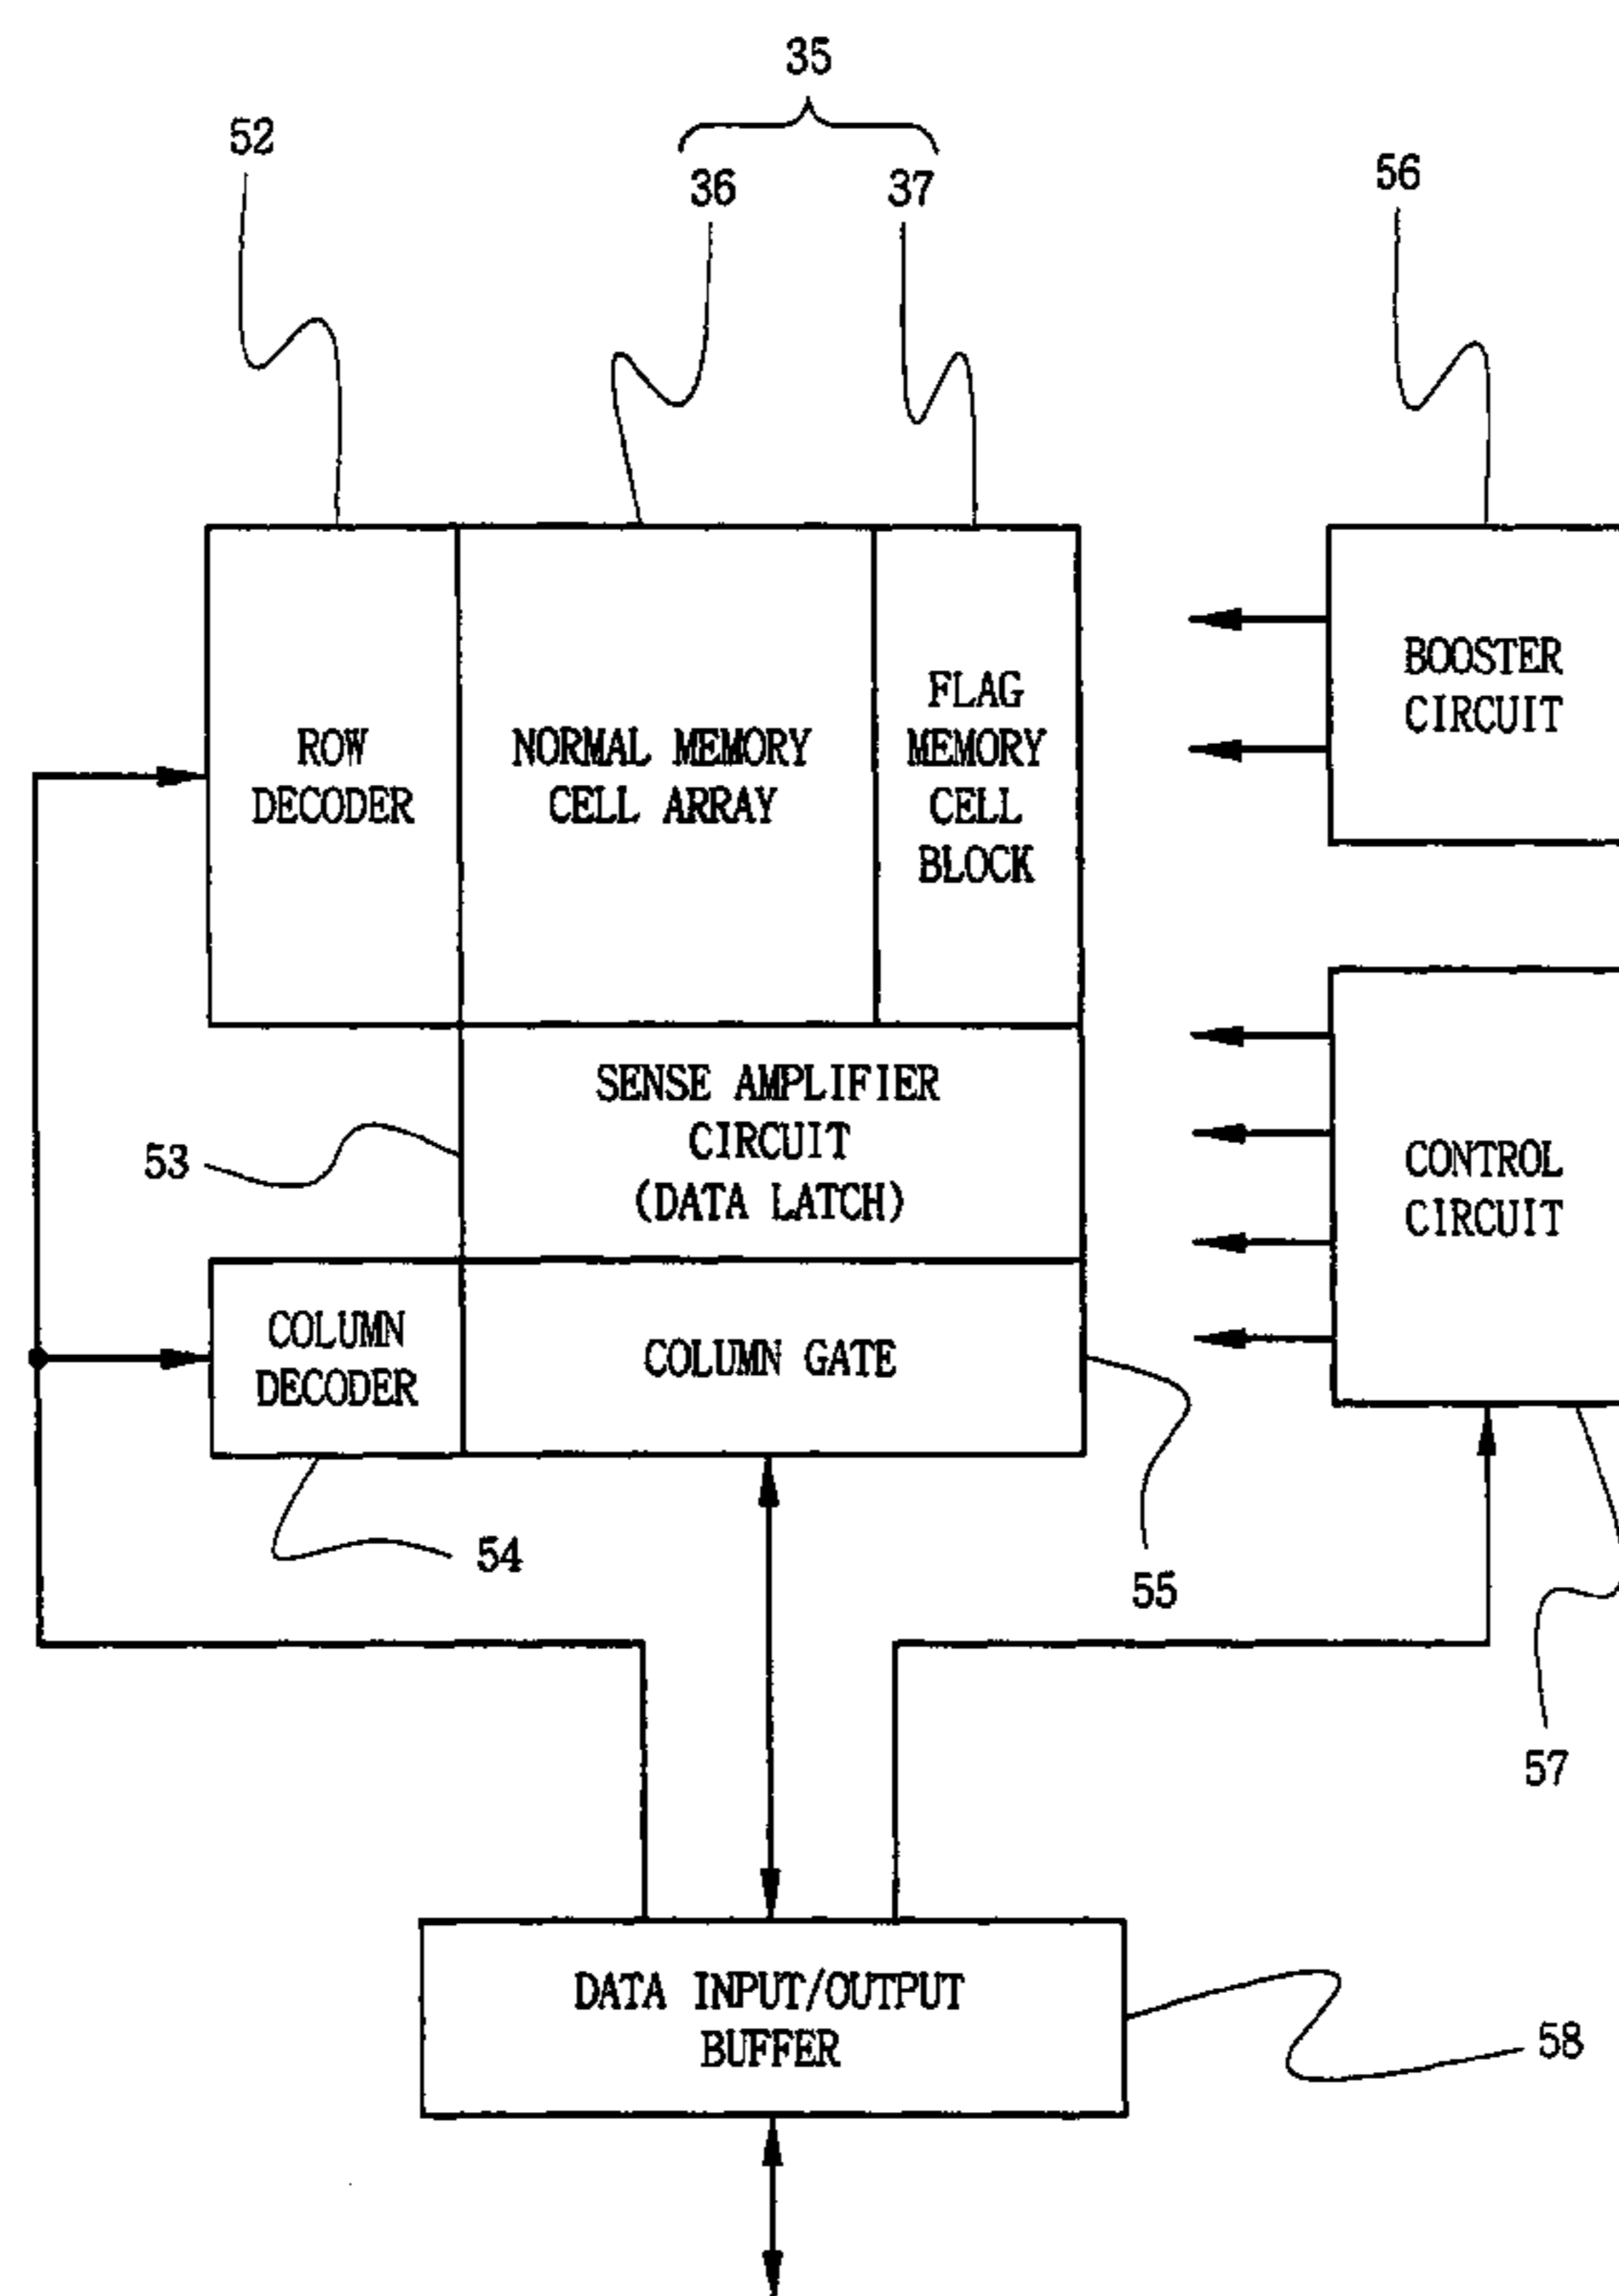 35
52
36
37
56
ROW
DECODER
NORMAL MEMORY
CELL ARRAY
FLAG
MEMORY
CELL
BLOCK
BOOSTER
CIRCUIT
SENSE AMPLIFIER
CIRCUIT
(DATA LATCH)
53
CONTROL
CIRCUIT
COLUMN
DECODER
COLUMN GATE
54
55
57
DATA INPUT/OUTPUT
BUFFER
58